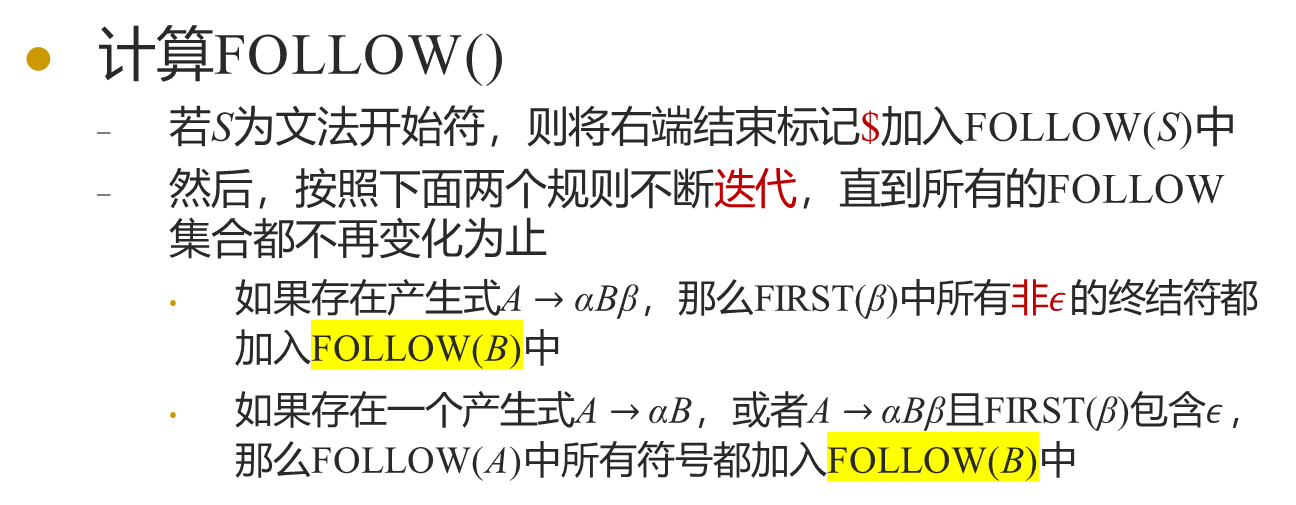 计算FOLLOW()
若S为文法开始符，则将右端结束标记$加入FOLLOW(S)中
然后，按照下面两个规则不断迭代，直到所有的FOLLOW
集合都不再变化为止
如果存在产生式A → αBβ，那么FIRST(β)中所有非ϵ的终结符都
加入FOLLOW(B)中
如果存在一个产生式A → αB，或者A → αBβ且FIRST(β)包含ϵ，
那么FOLLOW(A)中所有符号都加入FOLLOW(B)中